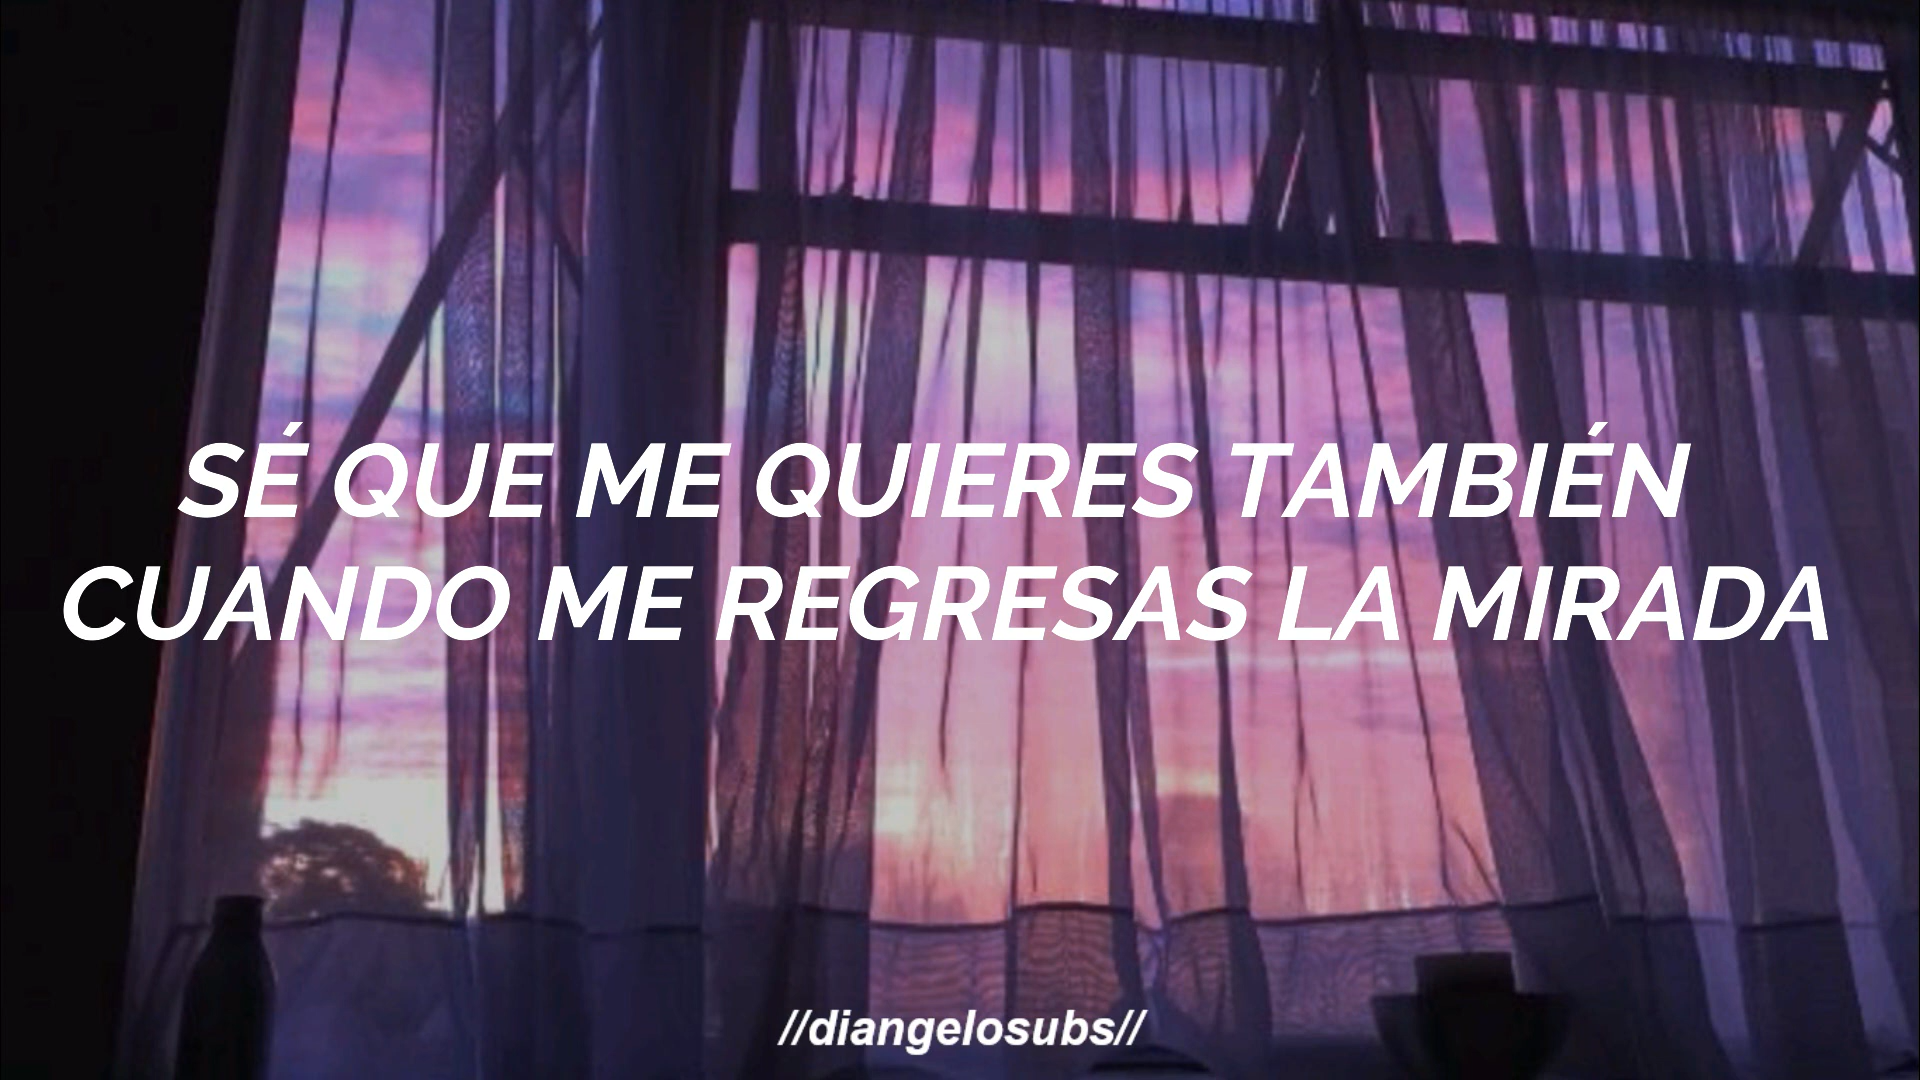 SÉ QUE ME QUIERES TAMBIÉN
CUANDO ME REGRESAS LA MIRADA
//diangelosubs//